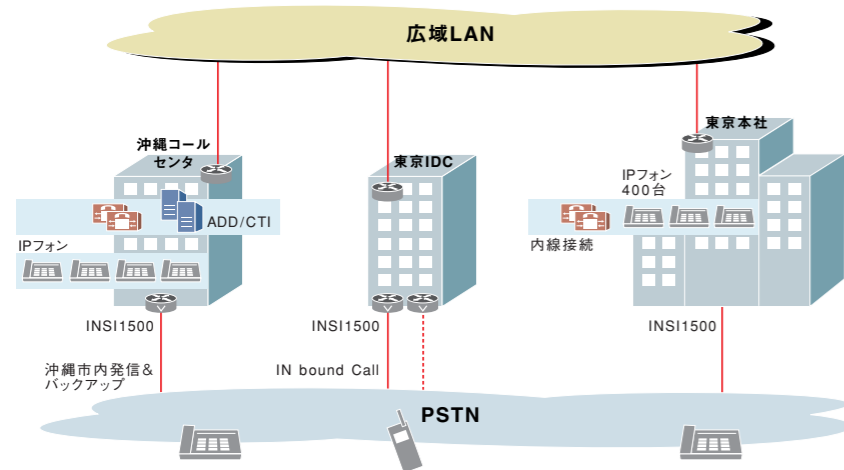 広域LAN
沖縄コール
センタ
東京IDC
東京本社
IPフォン
400台
ADD/CTI
内線接続
IPフォン
INSI1500
INSI1500
INSI1500
沖縄市内発信&
バックアップ
IN bound Call
PSTN